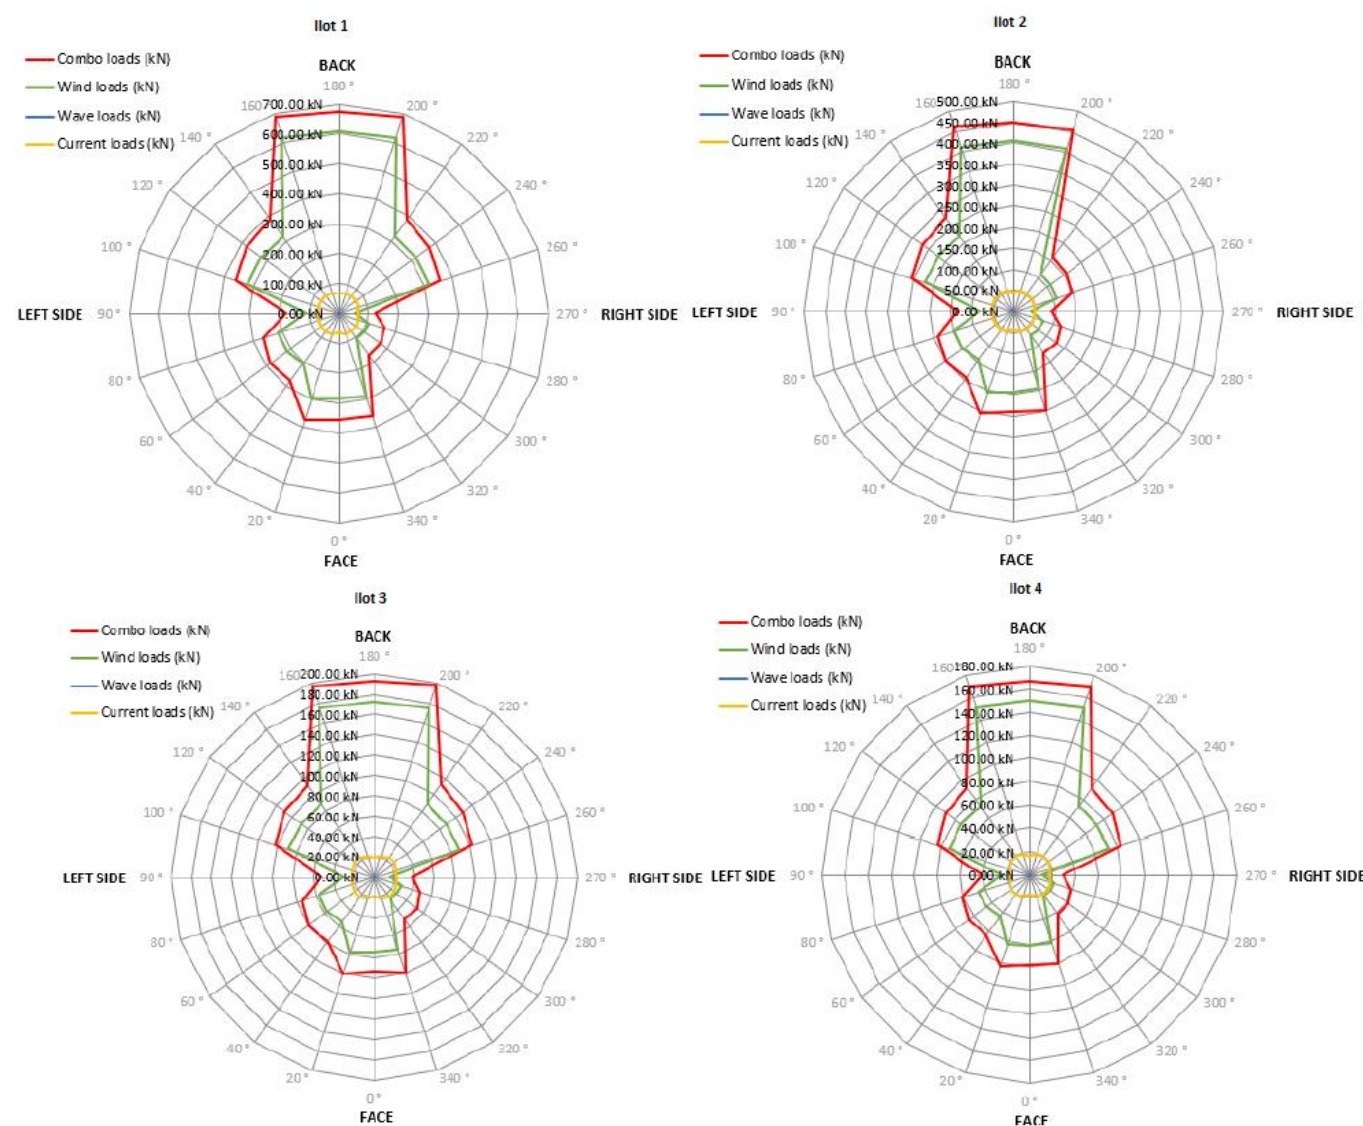 Ilot 1
Combo loads (kN)
Wind loads (kN)
Wave loads (kN)
Current loads (kN)
BACK
180 °
160
200 °
140 °
220 °
120 °
240 °
100 °
260 °
LEFT SIDE
90 °
270 °
RIGHT SIDE
80 °
280 °
60 °
300 °
40 °
320 °
20 °
340 °
0 °
FACE
700.00 kN
600.00 kN
500.00 kN
400.00 kN
300.00 kN
200.00 kN
100.00 kN
0.00 kN
Ilot 2
Combo loads (kN)
Wind loads (kN)
Wave loads (kN)
Current loads (kN)
BACK
180 °
160
200 °
140 °
220 °
120 °
240 °
100 °
260 °
LEFT SIDE
90 °
270 °
RIGHT SIDE
80 °
280 °
60 °
300 °
40 °
320 °
20 °
340 °
0 °
FACE
500.00 kN
450.00 kN
400.00 kN
350.00 kN
300.00 kN
250.00 kN
200.00 kN
150.00 kN
100.00 kN
50.00 kN
0.00 kN
Ilot 3
Combo loads (kN)
Wind loads (kN)
Wave loads (kN)
Current loads (kN)
BACK
180 °
160
200 °
140 °
220 °
120 °
240 °
100 °
260 °
LEFT SIDE
90 °
270 °
RIGHT SIDE
80 °
280 °
60 °
300 °
40 °
320 °
20 °
340 °
0 °
FACE
200.00 kN
180.00 kN
160.00 kN
140.00 kN
120.00 kN
100.00 kN
80.00 kN
60.00 kN
40.00 kN
20.00 kN
0.00 kN
Ilot 4
Combo loads (kN)
Wind loads (kN)
Wave loads (kN)
Current loads (kN)
BACK
180 °
160
200 °
140 °
220 °
120 °
240 °
100 °
260 °
LEFT SIDE
90 °
270 °
RIGHT SIDE
80 °
280 °
60 °
300 °
40 °
320 °
20 °
340 °
0 °
FACE
180.00 kN
160.00 kN
140.00 kN
120.00 kN
100.00 kN
80.00 kN
60.00 kN
40.00 kN
20.00 kN
0.00 kN